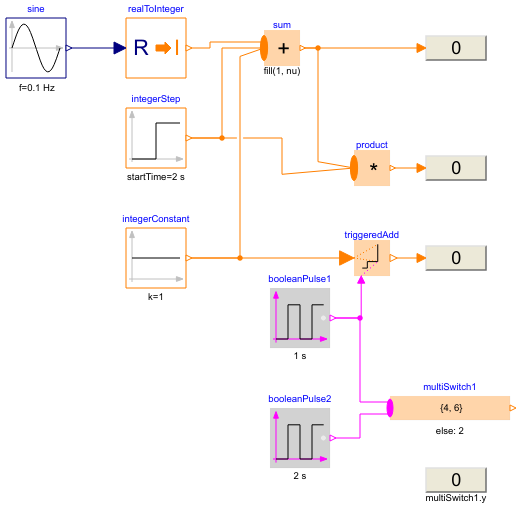 sine
realToInteger
sum
R
+
0
f=0.1 Hz
fill(1, nu)
integerStep
product
*
0
startTime=2 s
integerConstant
triggeredAdd
0
booleanPulse1
k=1
1 s
booleanPulse2
multiSwitch1
{4, 6}
else: 2
2 s
0
multiSwitch1.y